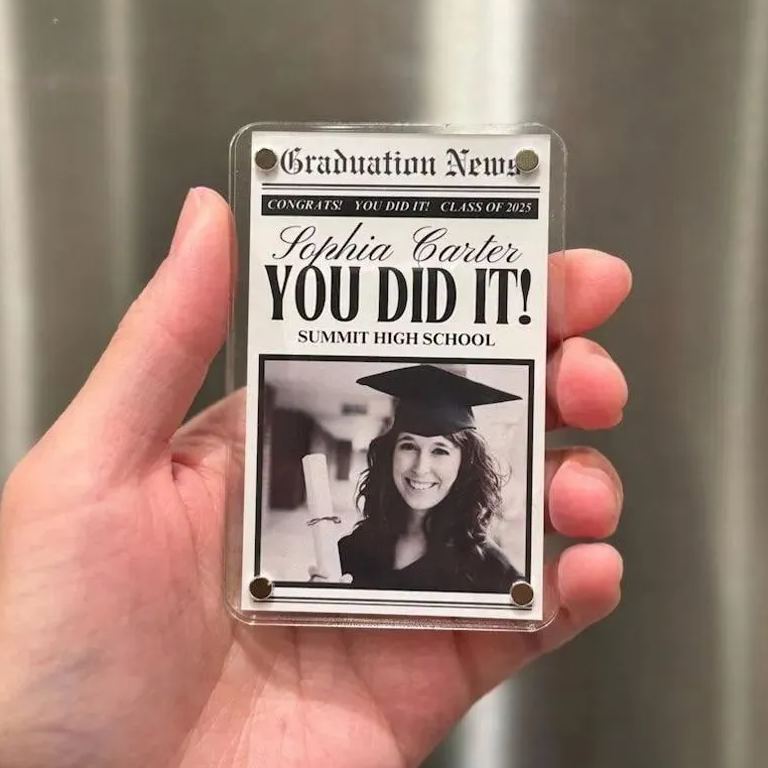 Graduation News
CONGRATS! YOU DID IT! CLASS OF 2025
Sophia Carter
YOU DID IT!
SUMMIT HIGH SCHOOL